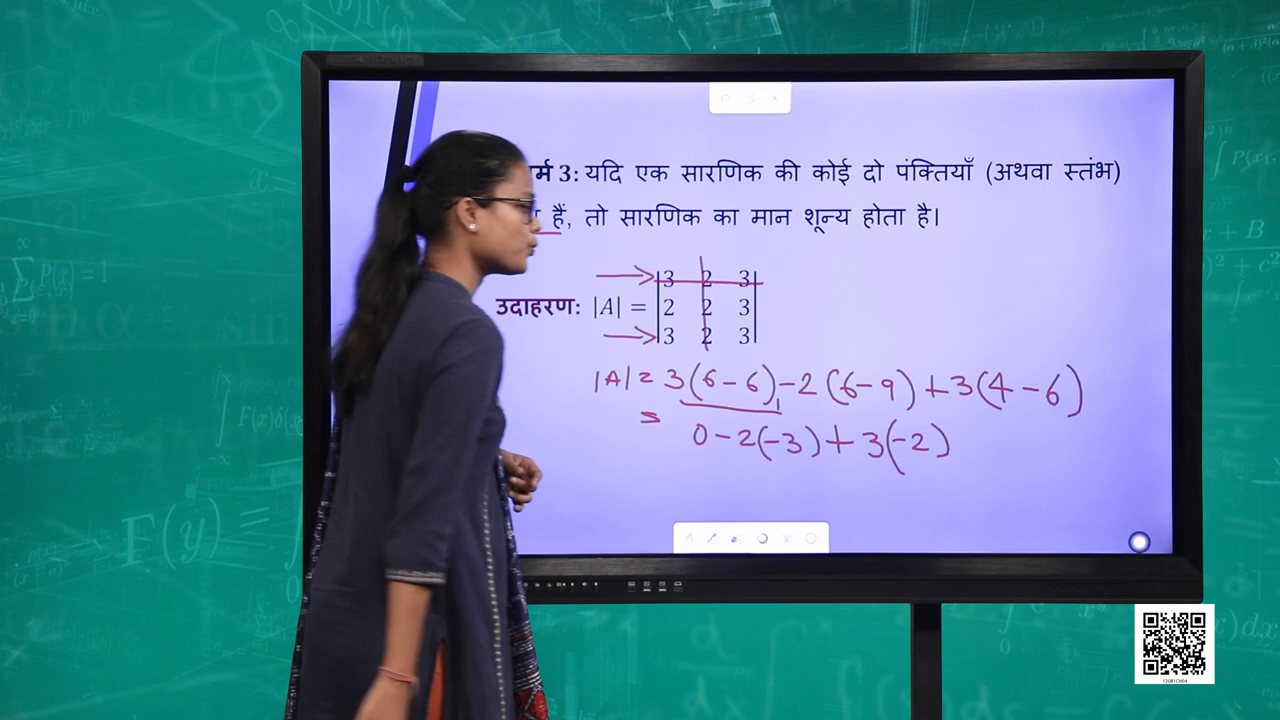 र्म 3: यदि एक सारणिक की कोई दो पंक्तियाँ (अथवा स्तंभ)
हैं, तो सारणिक का मान शून्य होता है।
उदाहरण: |A| =
|3 2 3|
|2 2 3|
|3 2 3|
|A| = 3(6-6)-2(6-9)+3(4-6)
= 0-2(-3)+3(-2)
12081CH04